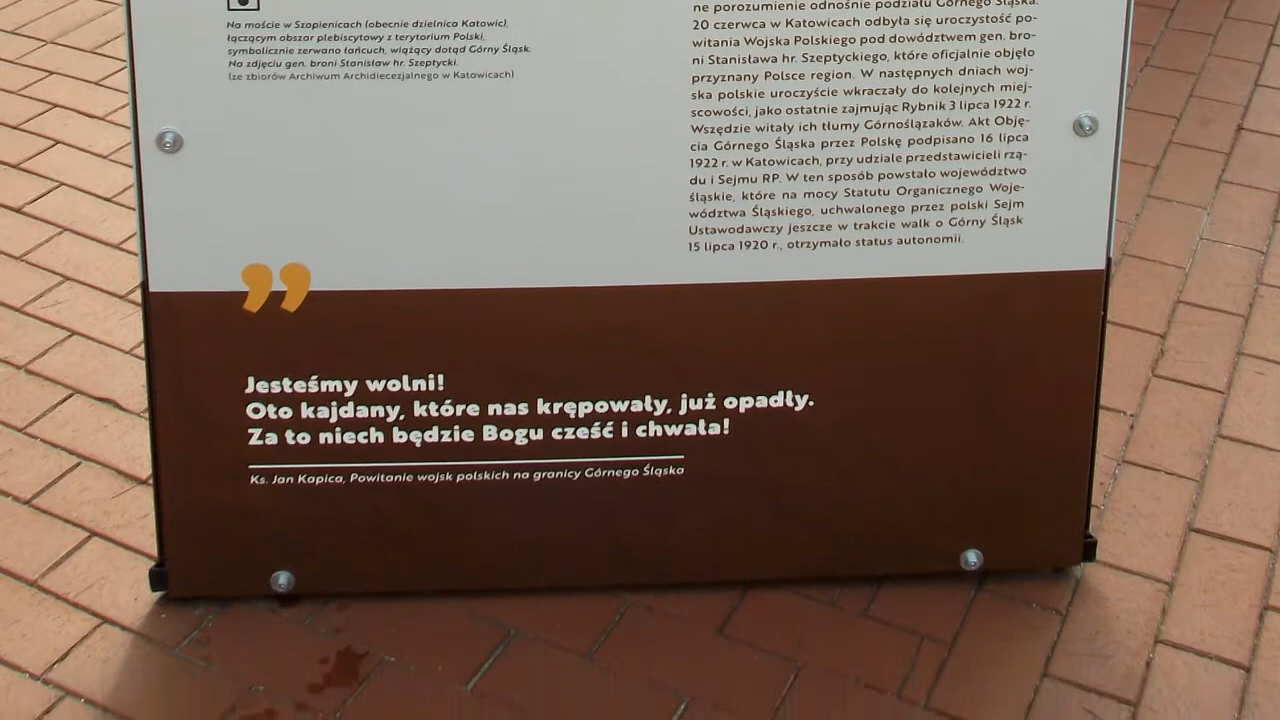 Na moście w Szopienicach (obecnie dzielnica Katowic),
łączącym obszar plebiscytowy z terytorium Polski,
symbolicznie zerwano łańcuch, wiążący dotąd Górny Śląsk.
Na zdjęciu gen. broni Stanisław hr. Szeptycki.
(ze zbiorów Archiwum Archidiecezjalnego w Katowicach)
ne porozumienie odnośnie podziału Górnego Śląska.
20 czerwca w Katowicach odbyła się uroczystość po-
witania Wojska Polskiego pod dowództwem gen. bro-
ni Stanisława hr. Szeptyckiego, które oficjalnie objęło
przyznany Polsce region. W następnych dniach woj-
ska polskie uroczyście wkraczały do kolejnych miej-
scowości, jako ostatnie zajmując Rybnik 3 lipca 1922 r.
Wszędzie witały ich tłumy Górnoślązaków. Akt Obję-
cia Górnego Śląska przez Polskę podpisano 16 lipca
1922 r. w Katowicach, przy udziale przedstawicieli rzą-
du i Sejmu RP. W ten sposób powstało województwo
śląskie, które na mocy Statutu Organicznego Woje-
wództwa Śląskiego, uchwalonego przez polski Sejm
Ustawodawczy jeszcze w trakcie walk o Górny Śląsk
15 lipca 1920 r., otrzymało status autonomii.
”
Jesteśmy wolni!
Oto kajdany, które nas krępowały, już opadły.
Za to niech będzie Bogu cześć i chwała!
Ks. Jan Kapica, Powitanie wojsk polskich na granicy Górnego Śląska